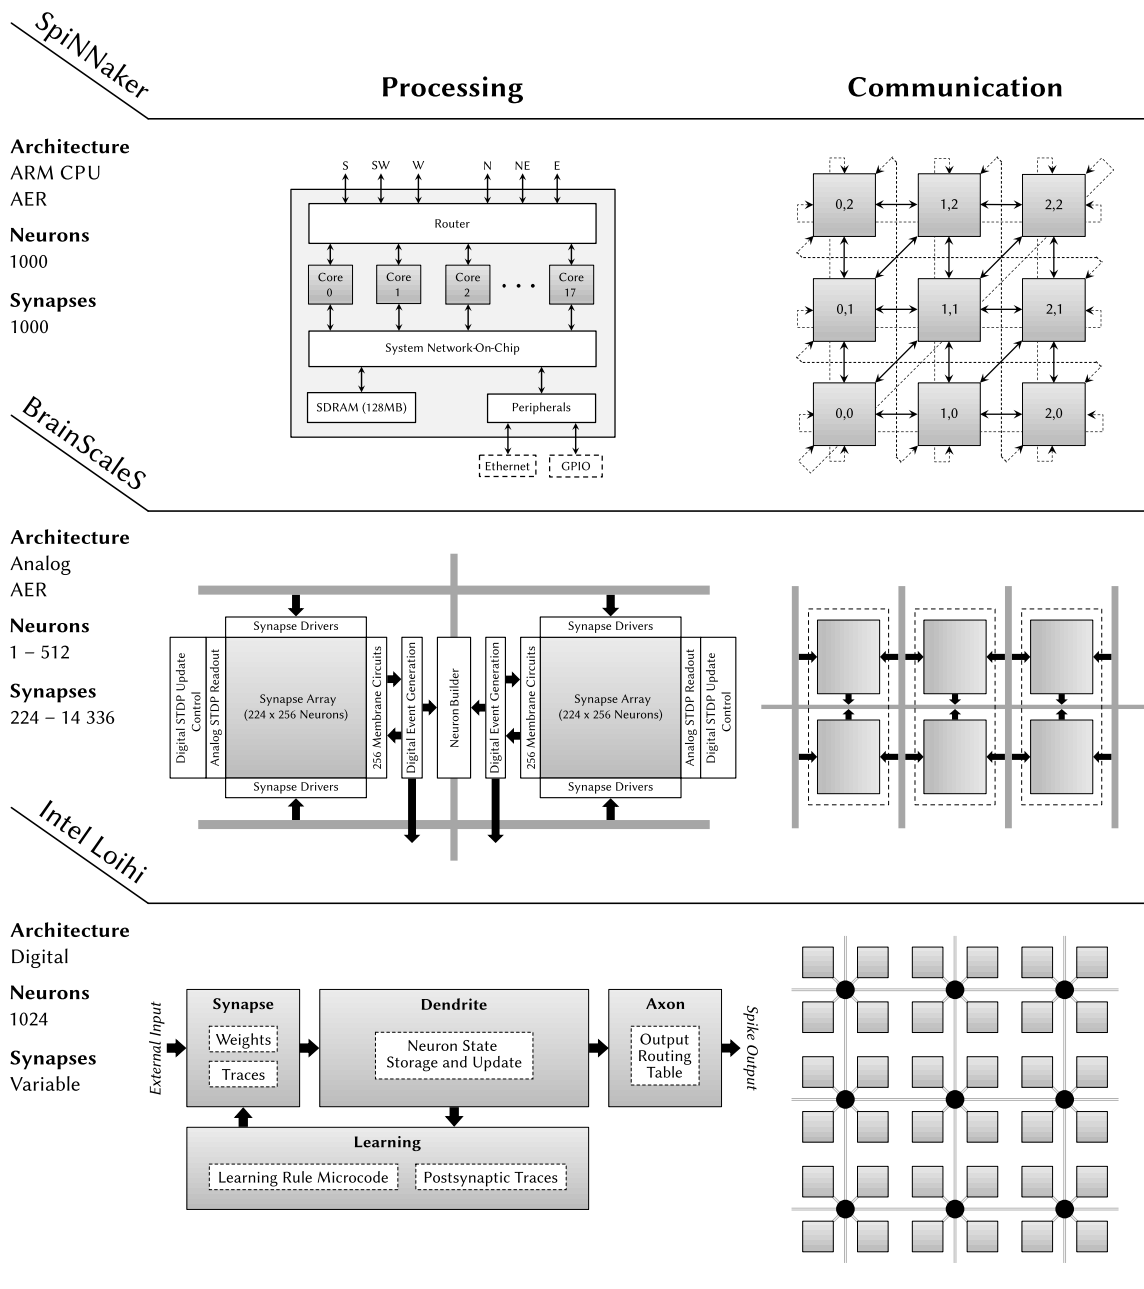 SpiNNaker
Processing
Communication
Architecture
ARM CPU
AER
Neurons
1000
Synapses
1000
S SW W N NE E
Router
Core 0
Core 1
Core 2
Core 17
System Network-On-Chip
SDRAM (128MB)
Peripherals
Ethernet
GPIO
0,2 1,2 2,2
0,1 1,1 2,1
0,0 1,0 2,0
BrainScaleS
Architecture
Analog
AER
Neurons
1 – 512
Synapses
224 – 14 336
Digital STDP Update
Control
Analog STDP Readout
Synapse Drivers
Synapse Array
(224 x 256 Neurons)
Synapse Drivers
256 Membrane Circuits
Digital Event Generation
Neuron Builder
Digital Event Generation
256 Membrane Circuits
Synapse Drivers
Synapse Array
(224 x 256 Neurons)
Synapse Drivers
Analog STDP Readout
Digital STDP Update
Control
Intel Loihi
Architecture
Digital
Neurons
1024
Synapses
Variable
External Input
Synapse
Weights
Traces
Dendrite
Neuron State
Storage and Update
Axon
Output
Routing
Table
Spike Output
Learning
Learning Rule Microcode
Postsynaptic Traces